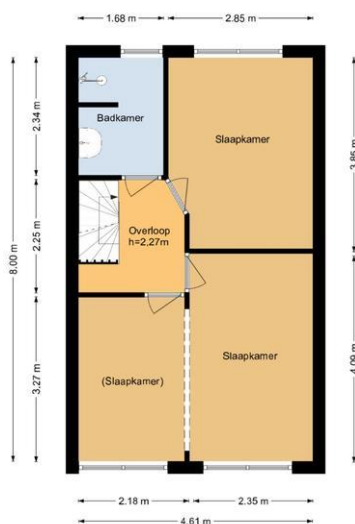 1.68 m
2.85 m
2.34 m
Badkamer
Slaapkamer
3.86 m
8.00 m
2.25 m
Overloop
h=2,27m
3.27 m
(Slaapkamer)
Slaapkamer
4.09 m
2.18 m
2.35 m
4.61 m